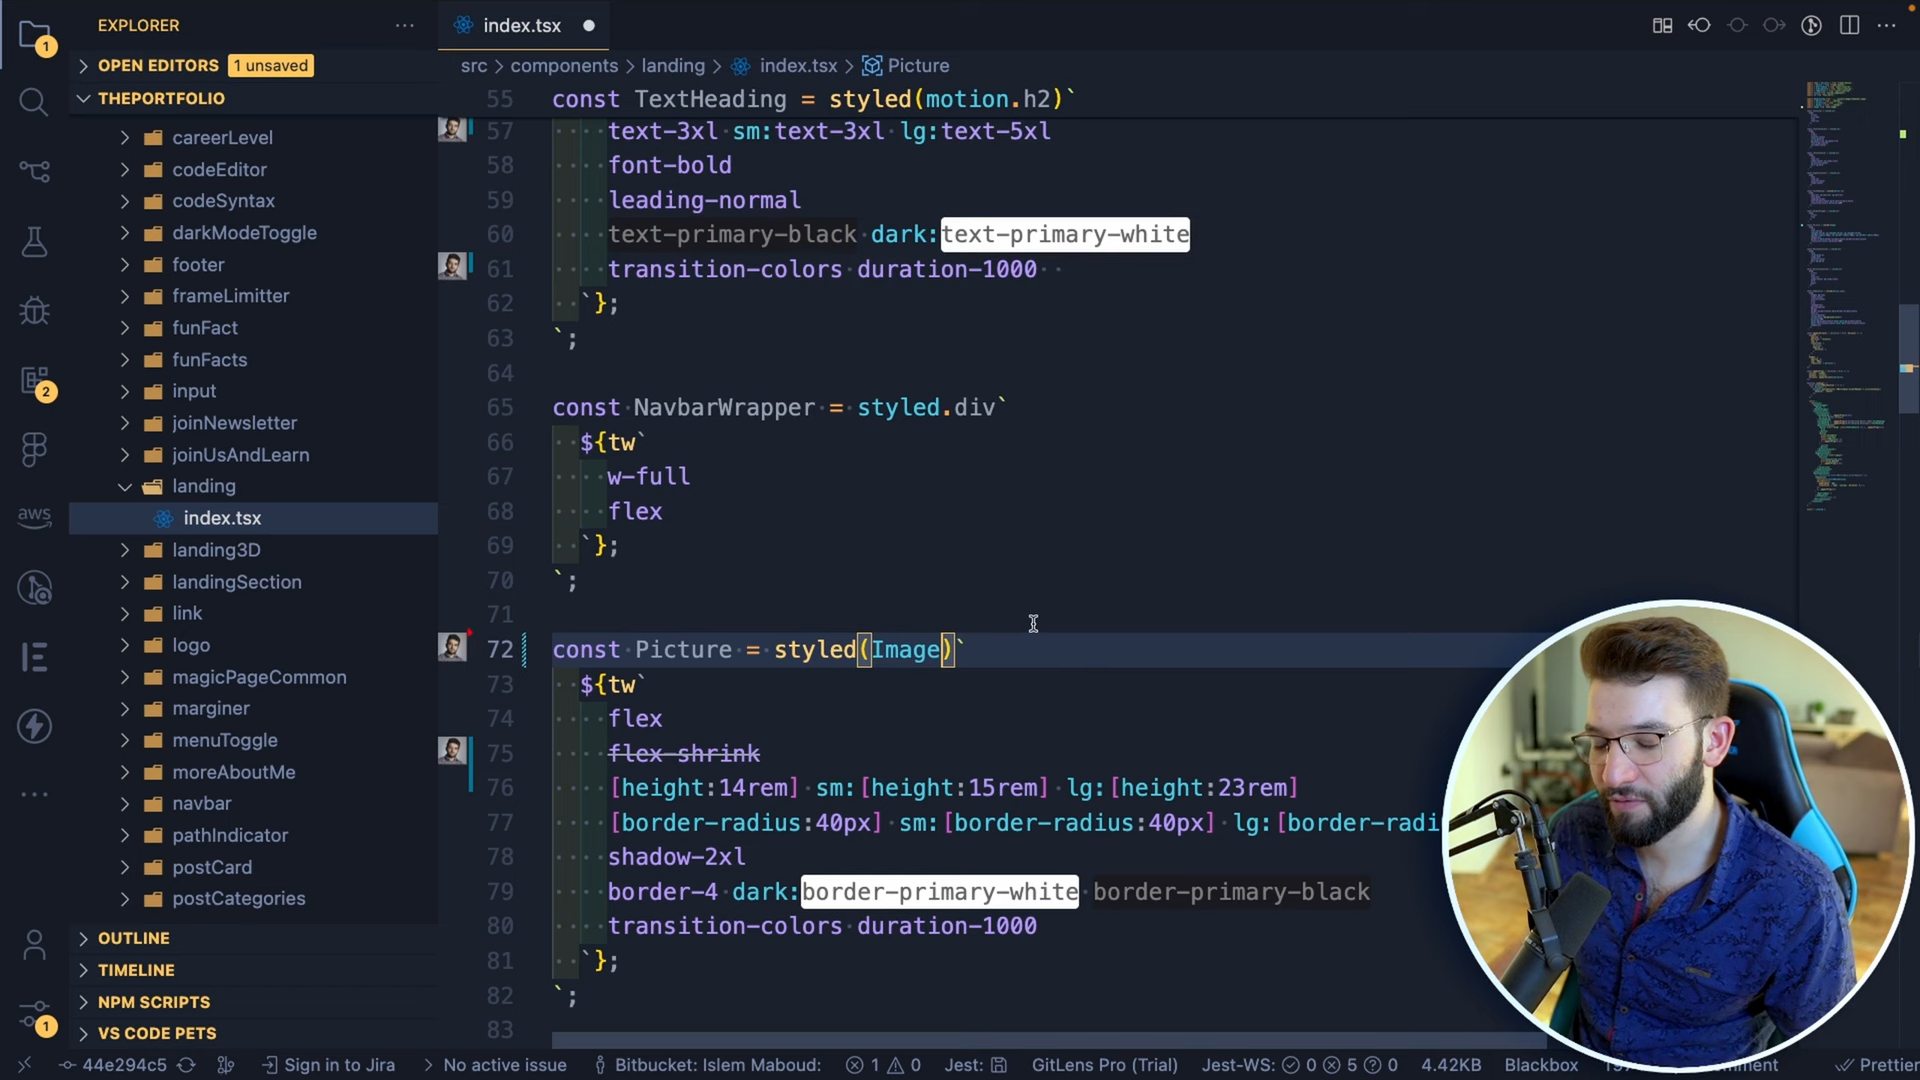 EXPLORER
OPEN EDITORS 1 unsaved
THEPORTFOLIO
careerLevel
codeEditor
codeSyntax
darkModeToggle
footer
frameLimitter
funFact
funFacts
input
joinNewsletter
joinUsAndLearn
landing
index.tsx
landing3D
landingSection
link
logo
magicPageCommon
marginer
menuToggle
moreAboutMe
navbar
pathIndicator
postCard
postCategories
OUTLINE
TIMELINE
NPM SCRIPTS
VS CODE PETS
1
2
aws
1
index.tsx
src > components > landing > index.tsx > Picture
55 const TextHeading = styled(motion.h2)`
57 text-3xl sm:text-3xl lg:text-5xl
58 font-bold
59 leading-normal
60 text-primary-black dark:text-primary-white
61 transition-colors duration-1000
62 `};
63 `;
64
65 const NavbarWrapper = styled.div`
66 ${tw`
67 w-full
68 flex
69 `};
70 `;
71
72 const Picture = styled(Image)`
73 ${tw`
74 flex
75 flex-shrink
76 [height:14rem] sm:[height:15rem] lg:[height:23rem]
77 [border-radius:40px] sm:[border-radius:40px] lg:[border-radi
78 shadow-2xl
79 border-4 dark:border-primary-white border-primary-black
80 transition-colors duration-1000
81 `};
82 `;
83
44e294c5 Sign in to Jira > No active issue Bitbucket: Islem Maboud: 1 0 Jest: GitLens Pro (Trial) Jest-WS: 0 5 0 4.42KB Blackbox Prettier